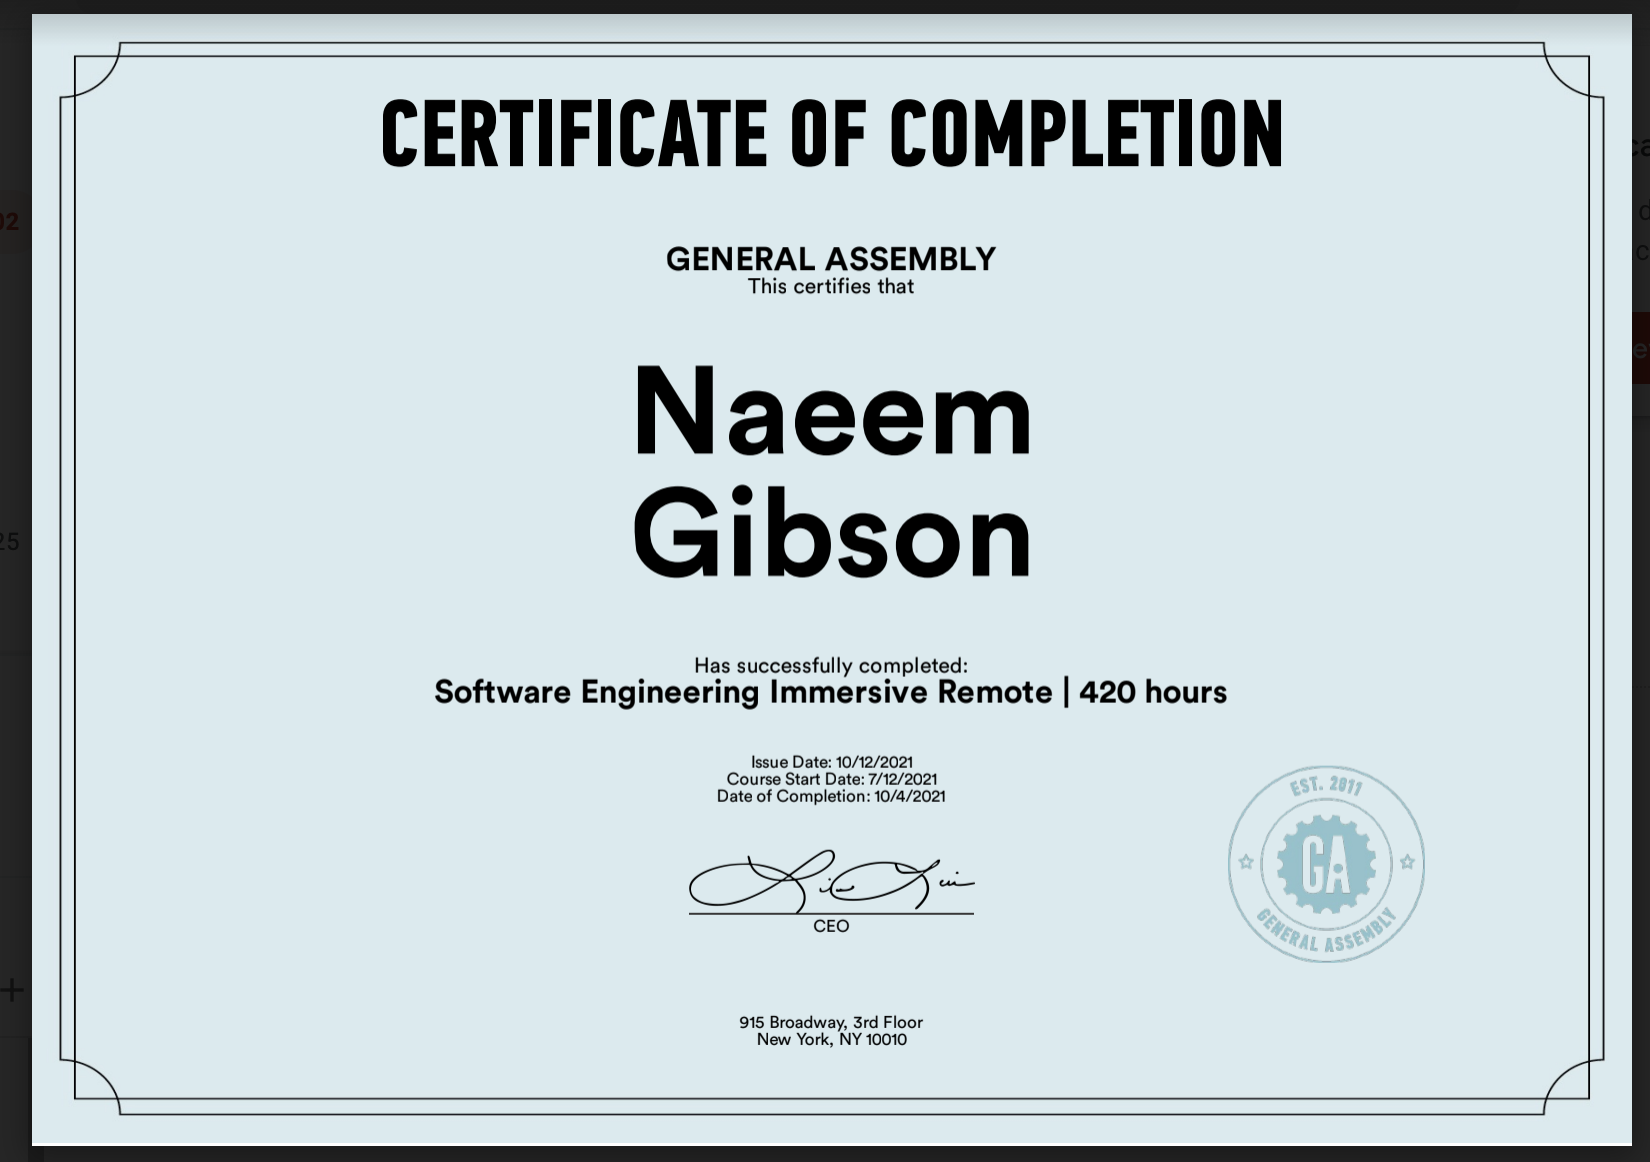 CERTIFICATE OF COMPLETION
GENERAL ASSEMBLY
This certifies that
Naeem
Gibson
Has successfully completed:
Software Engineering Immersive Remote | 420 hours
Issue Date: 10/12/2021
Course Start Date: 7/12/2021
Date of Completion: 10/4/2021
CEO
EST. 2011
GA
GENERAL ASSEMBLY
915 Broadway, 3rd Floor
New York, NY 10010